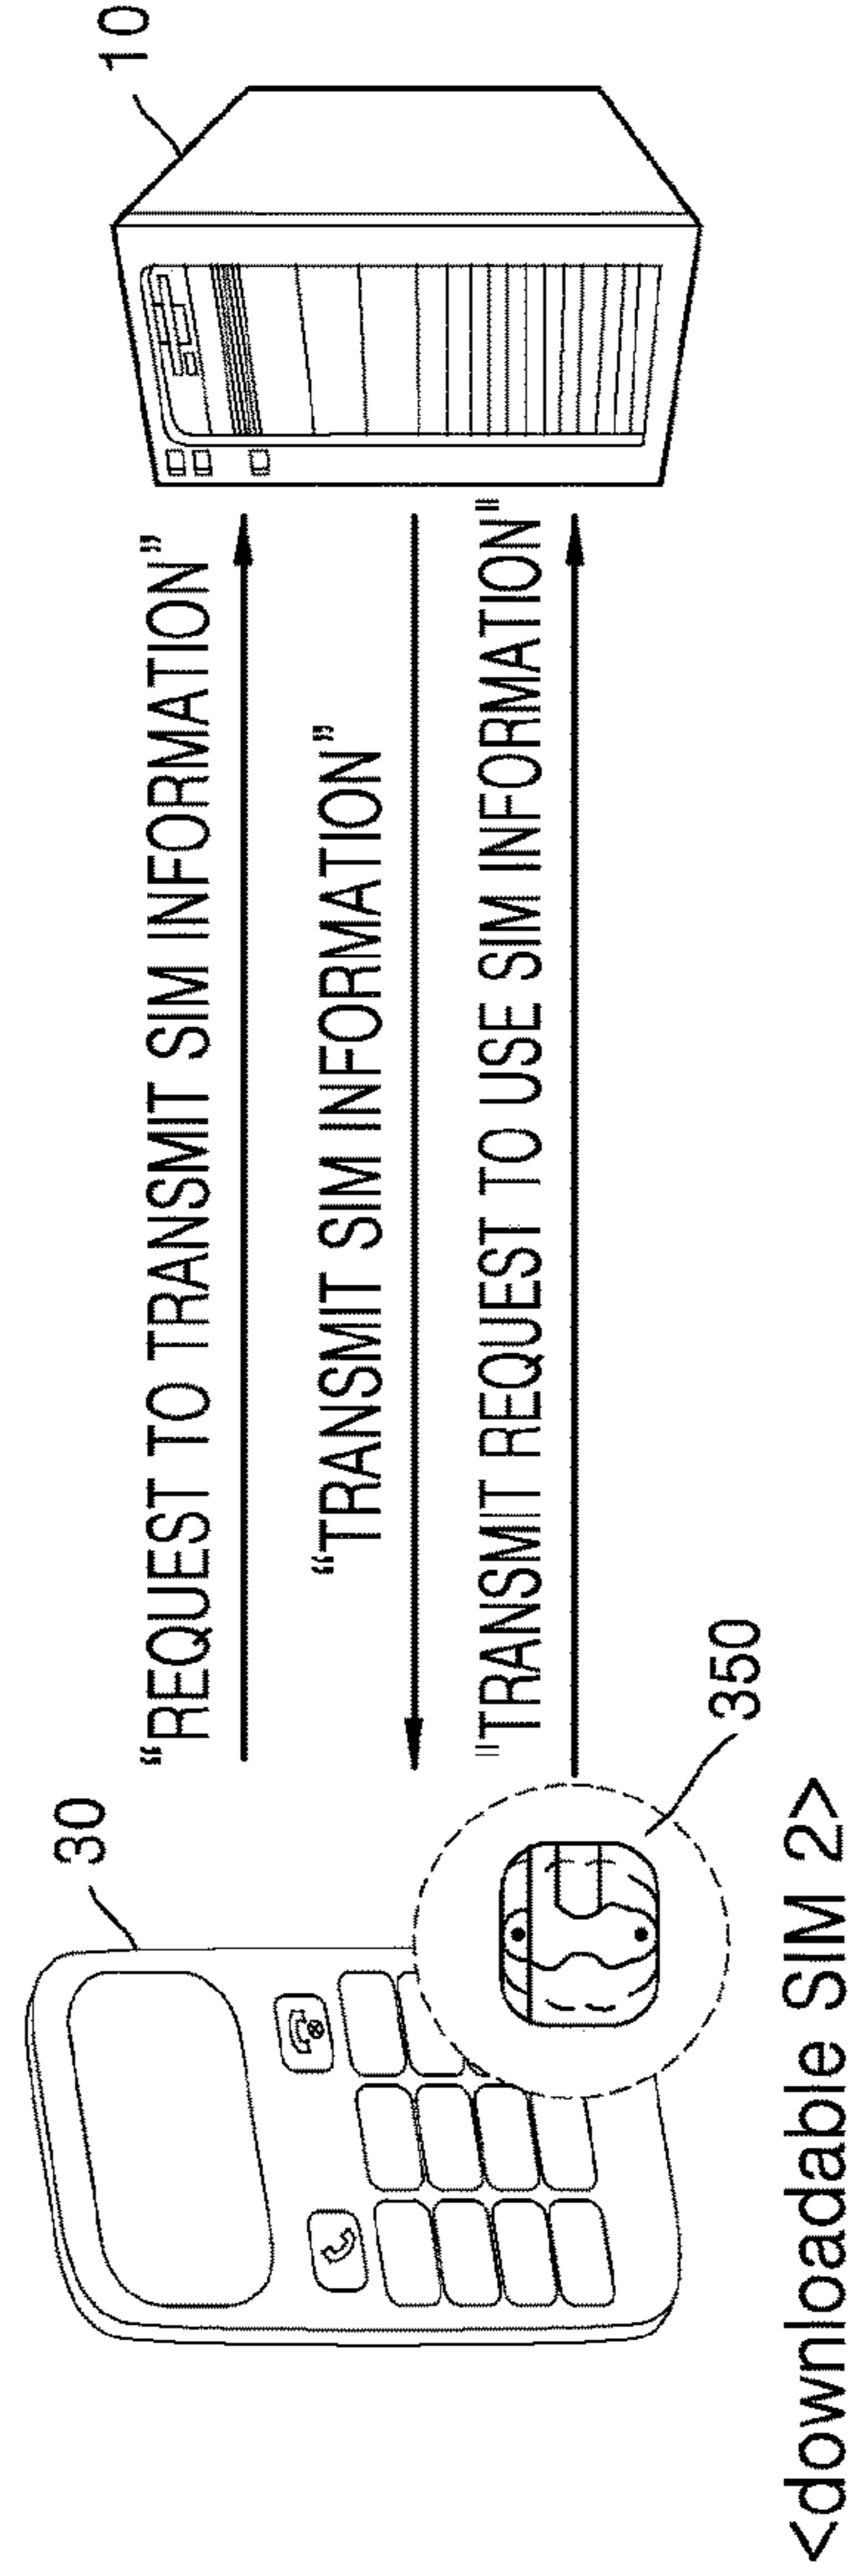 30
10
“REQUEST TO TRANSMIT SIM INFORMATION”
“TRANSMIT SIM INFORMATION”
"TRANSMIT REQUEST TO USE SIM INFORMATION"
350
<downloadable SIM 2>